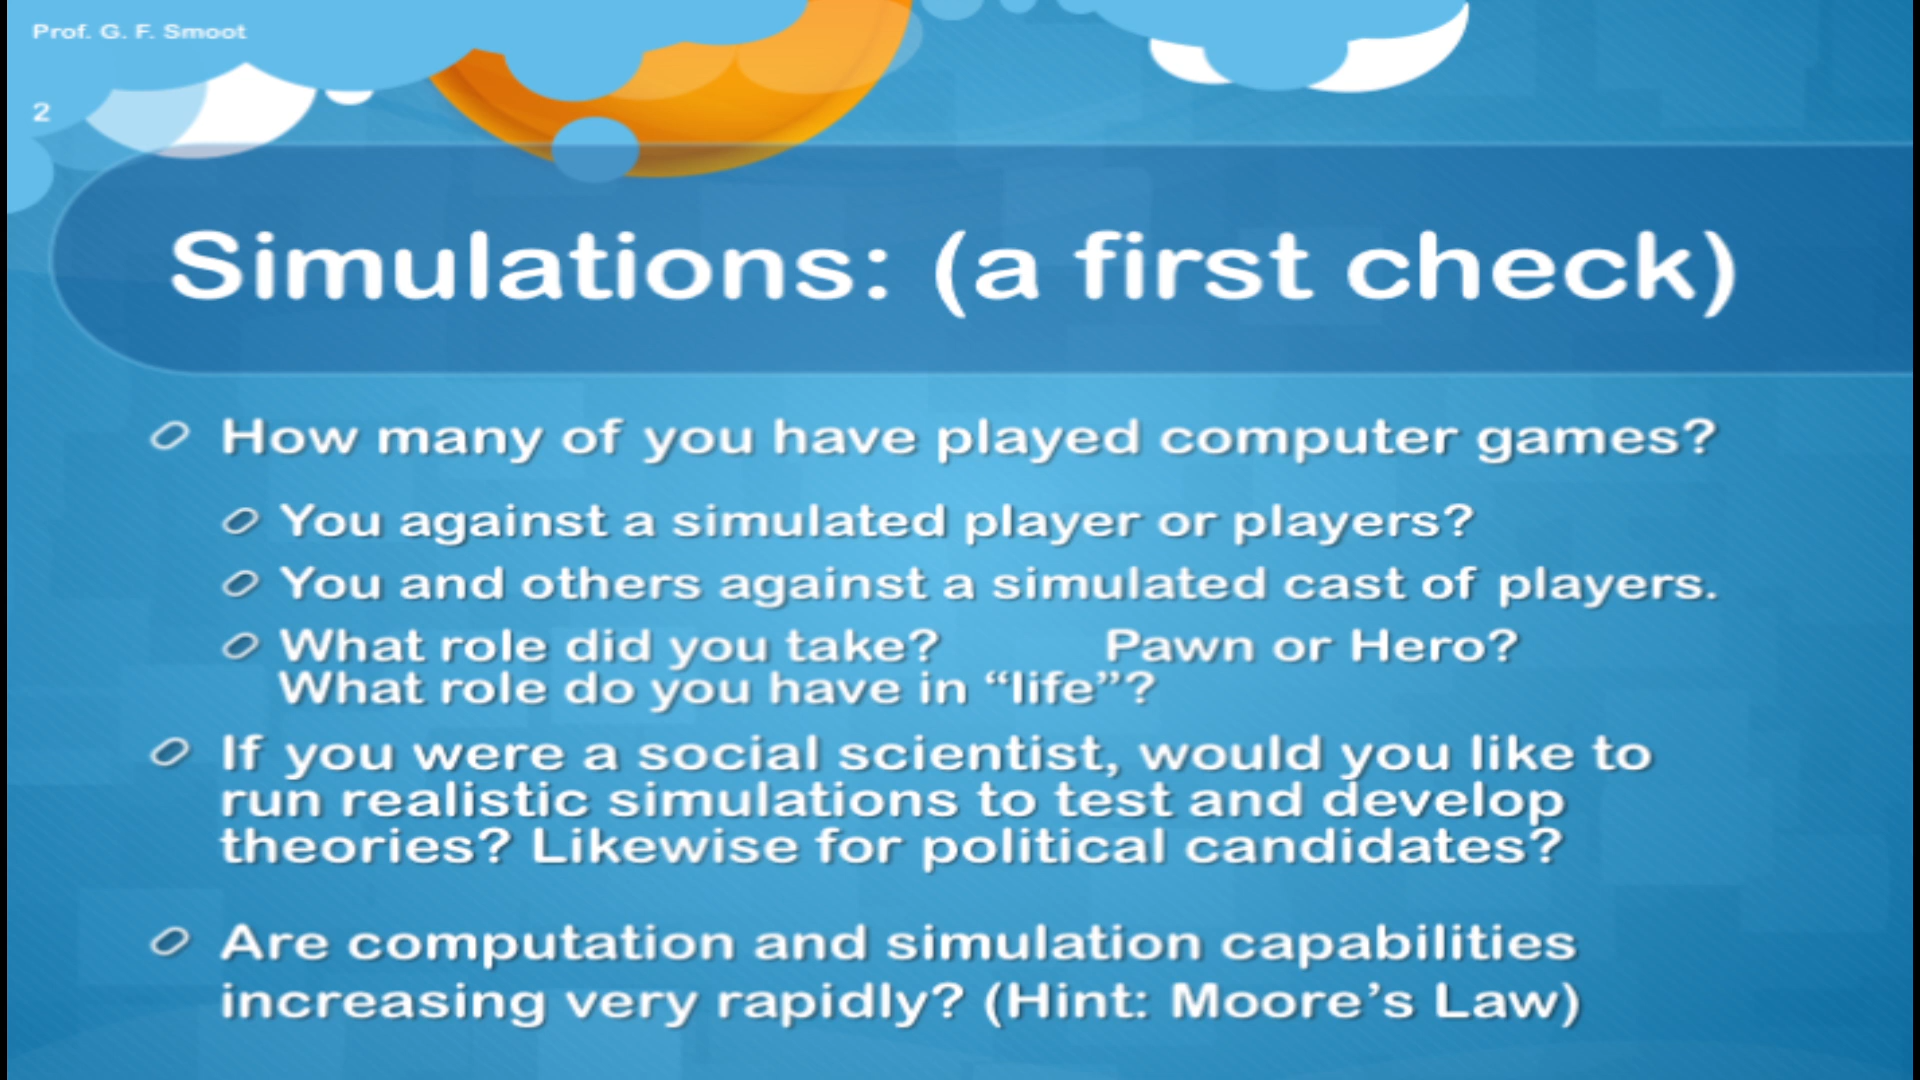 Prof. G. F. Smoot
2
Simulations: (a first check)
How many of you have played computer games?
You against a simulated player or players?
You and others against a simulated cast of players.
What role did you take? Pawn or Hero?
What role do you have in “life”?
If you were a social scientist, would you like to
run realistic simulations to test and develop
theories? Likewise for political candidates?
Are computation and simulation capabilities
increasing very rapidly? (Hint: Moore’s Law)